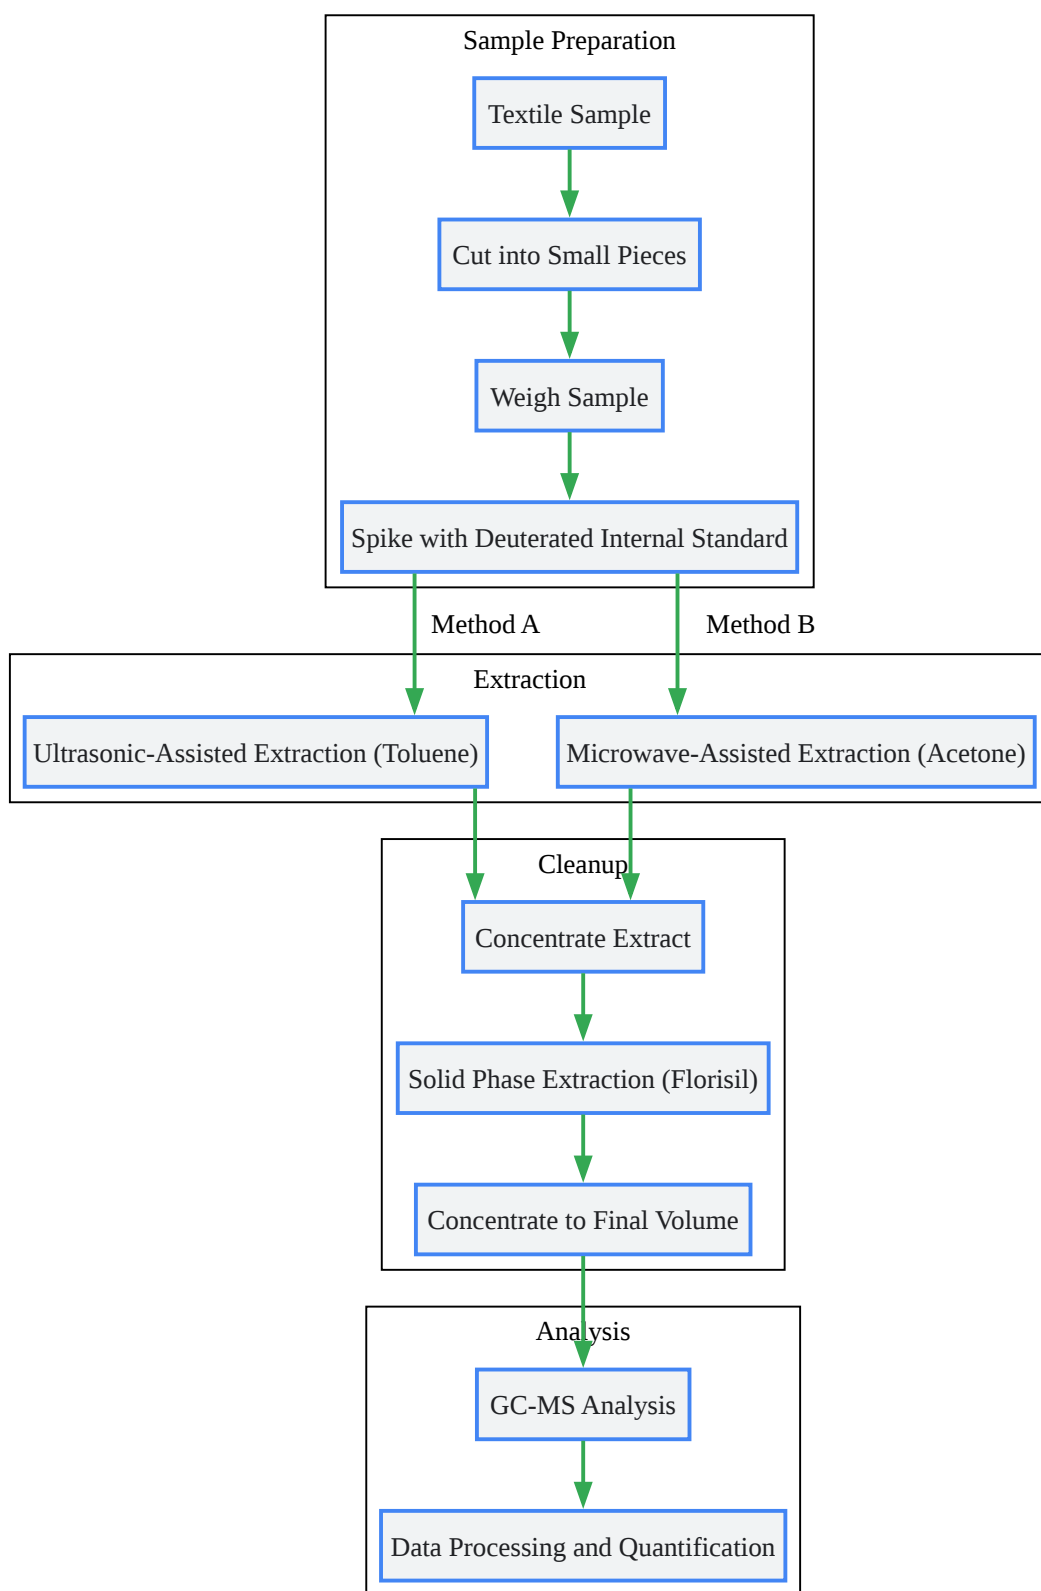 Sample Preparation
Textile Sample
Cut into Small Pieces
Weigh Sample
Spike with Deuterated Internal Standard
Method A
Method B
Extraction
Ultrasonic-Assisted Extraction (Toluene)
Microwave-Assisted Extraction (Acetone)
Cleanup
Concentrate Extract
Solid Phase Extraction (Florisil)
Concentrate to Final Volume
Analysis
GC-MS Analysis
Data Processing and Quantification